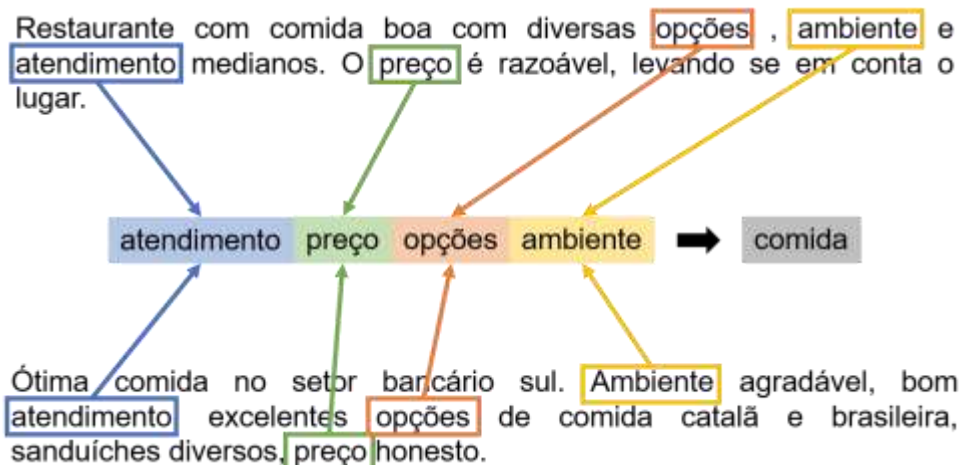 Restaurante com comida boa com diversas opções , ambiente e
atendimento medianos. O preço é razoável, levando se em conta o
lugar.
atendimento preço opções ambiente comida
Ótima comida no setor bancário sul. Ambiente agradável, bom
atendimento excelentes opções de comida catalã e brasileira,
sanduíches diversos, preço honesto.